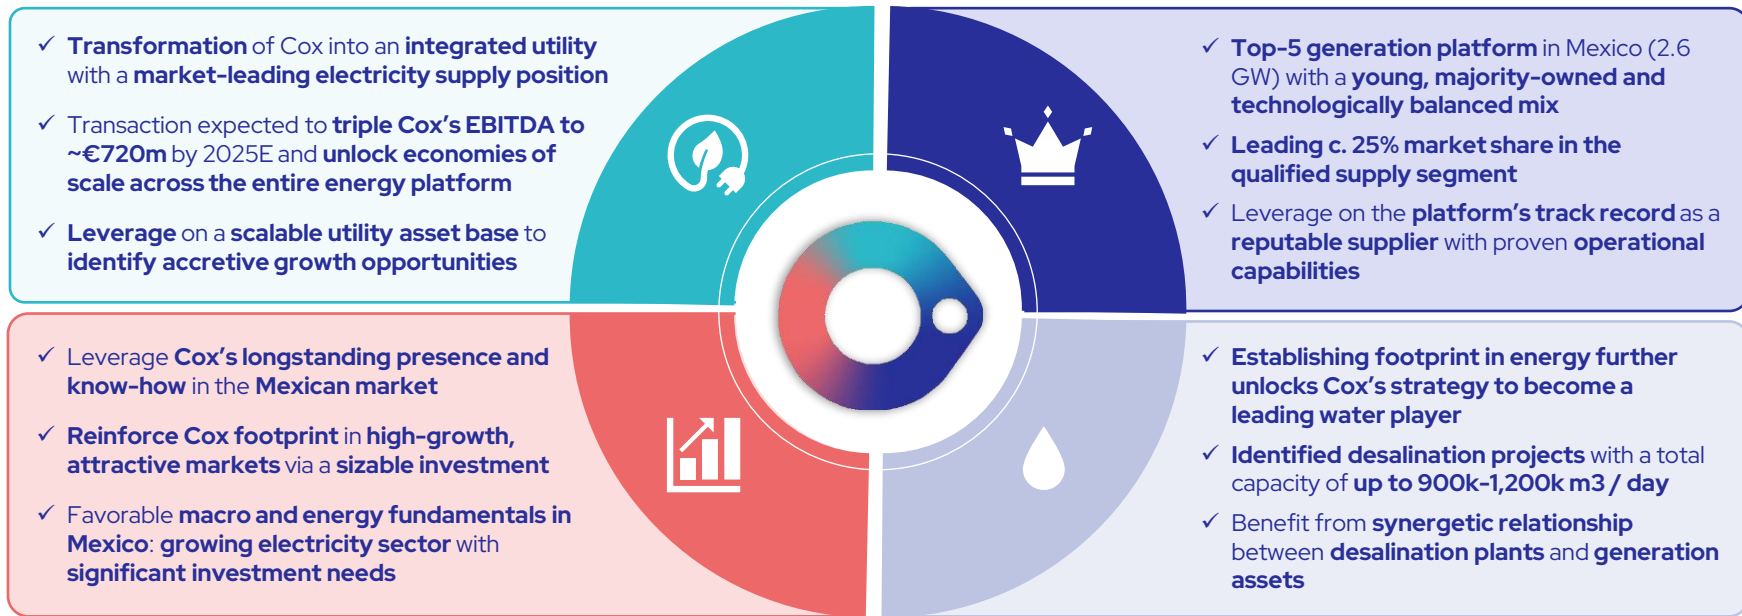 Transformation of Cox into an integrated utility
with a market-leading electricity supply position
Transaction expected to triple Cox's EBITDA to
~€720m by 2025E and unlock economies of
scale across the entire energy platform
Leverage on a scalable utility asset base to
identify accretive growth opportunities
Top-5 generation platform in Mexico (2.6
GW) with a young, majority-owned and
technologically balanced mix
Leading c. 25% market share in the
qualified supply segment
Leverage on the platform's track record as a
reputable supplier with proven operational
capabilities
Leverage Cox's longstanding presence and
know-how in the Mexican market
Reinforce Cox footprint in high-growth,
attractive markets via a sizable investment
Favorable macro and energy fundamentals in
Mexico: growing electricity sector with
significant investment needs
Establishing footprint in energy further
unlocks Cox's strategy to become a
leading water player
Identified desalination projects with a total
capacity of up to 900k-1,200k m3 / day
Benefit from synergetic relationship
between desalination plants and generation
assets